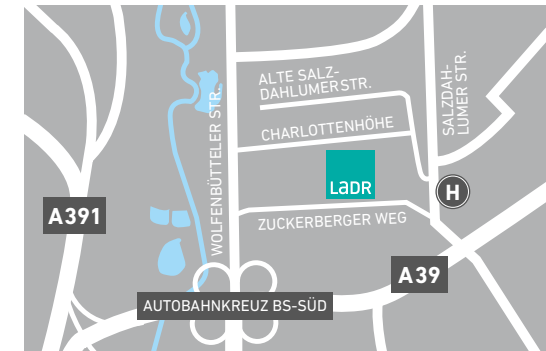 ALTE SALZ-
DAHLUMER STR.
SALZDAH-
LUMER STR.
CHARLOTTENHÖHE
WOLFENBÜTTELER STR.
LaDR
H
A391
ZUCKERBERGER WEG
A39
AUTOBAHNKREUZ BS-SÜD